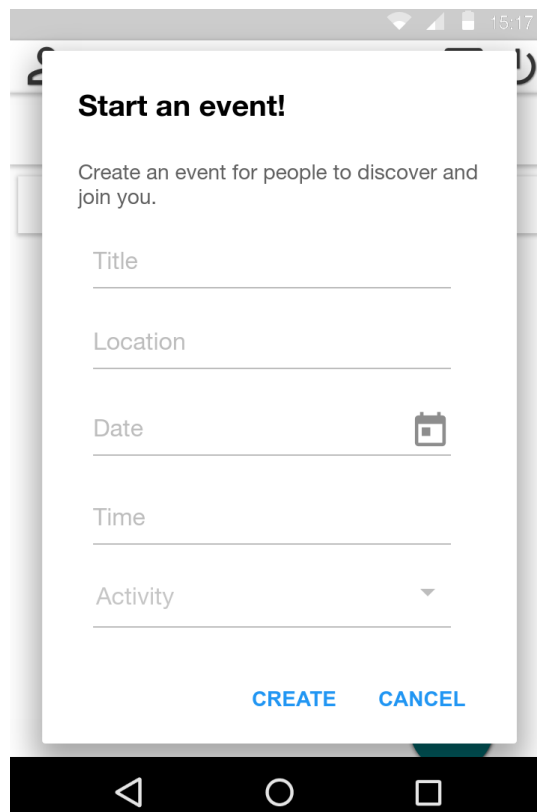 15:17
Start an event!
Create an event for people to discover and
join you.
Title
Location
Date
Time
Activity
CREATE CANCEL